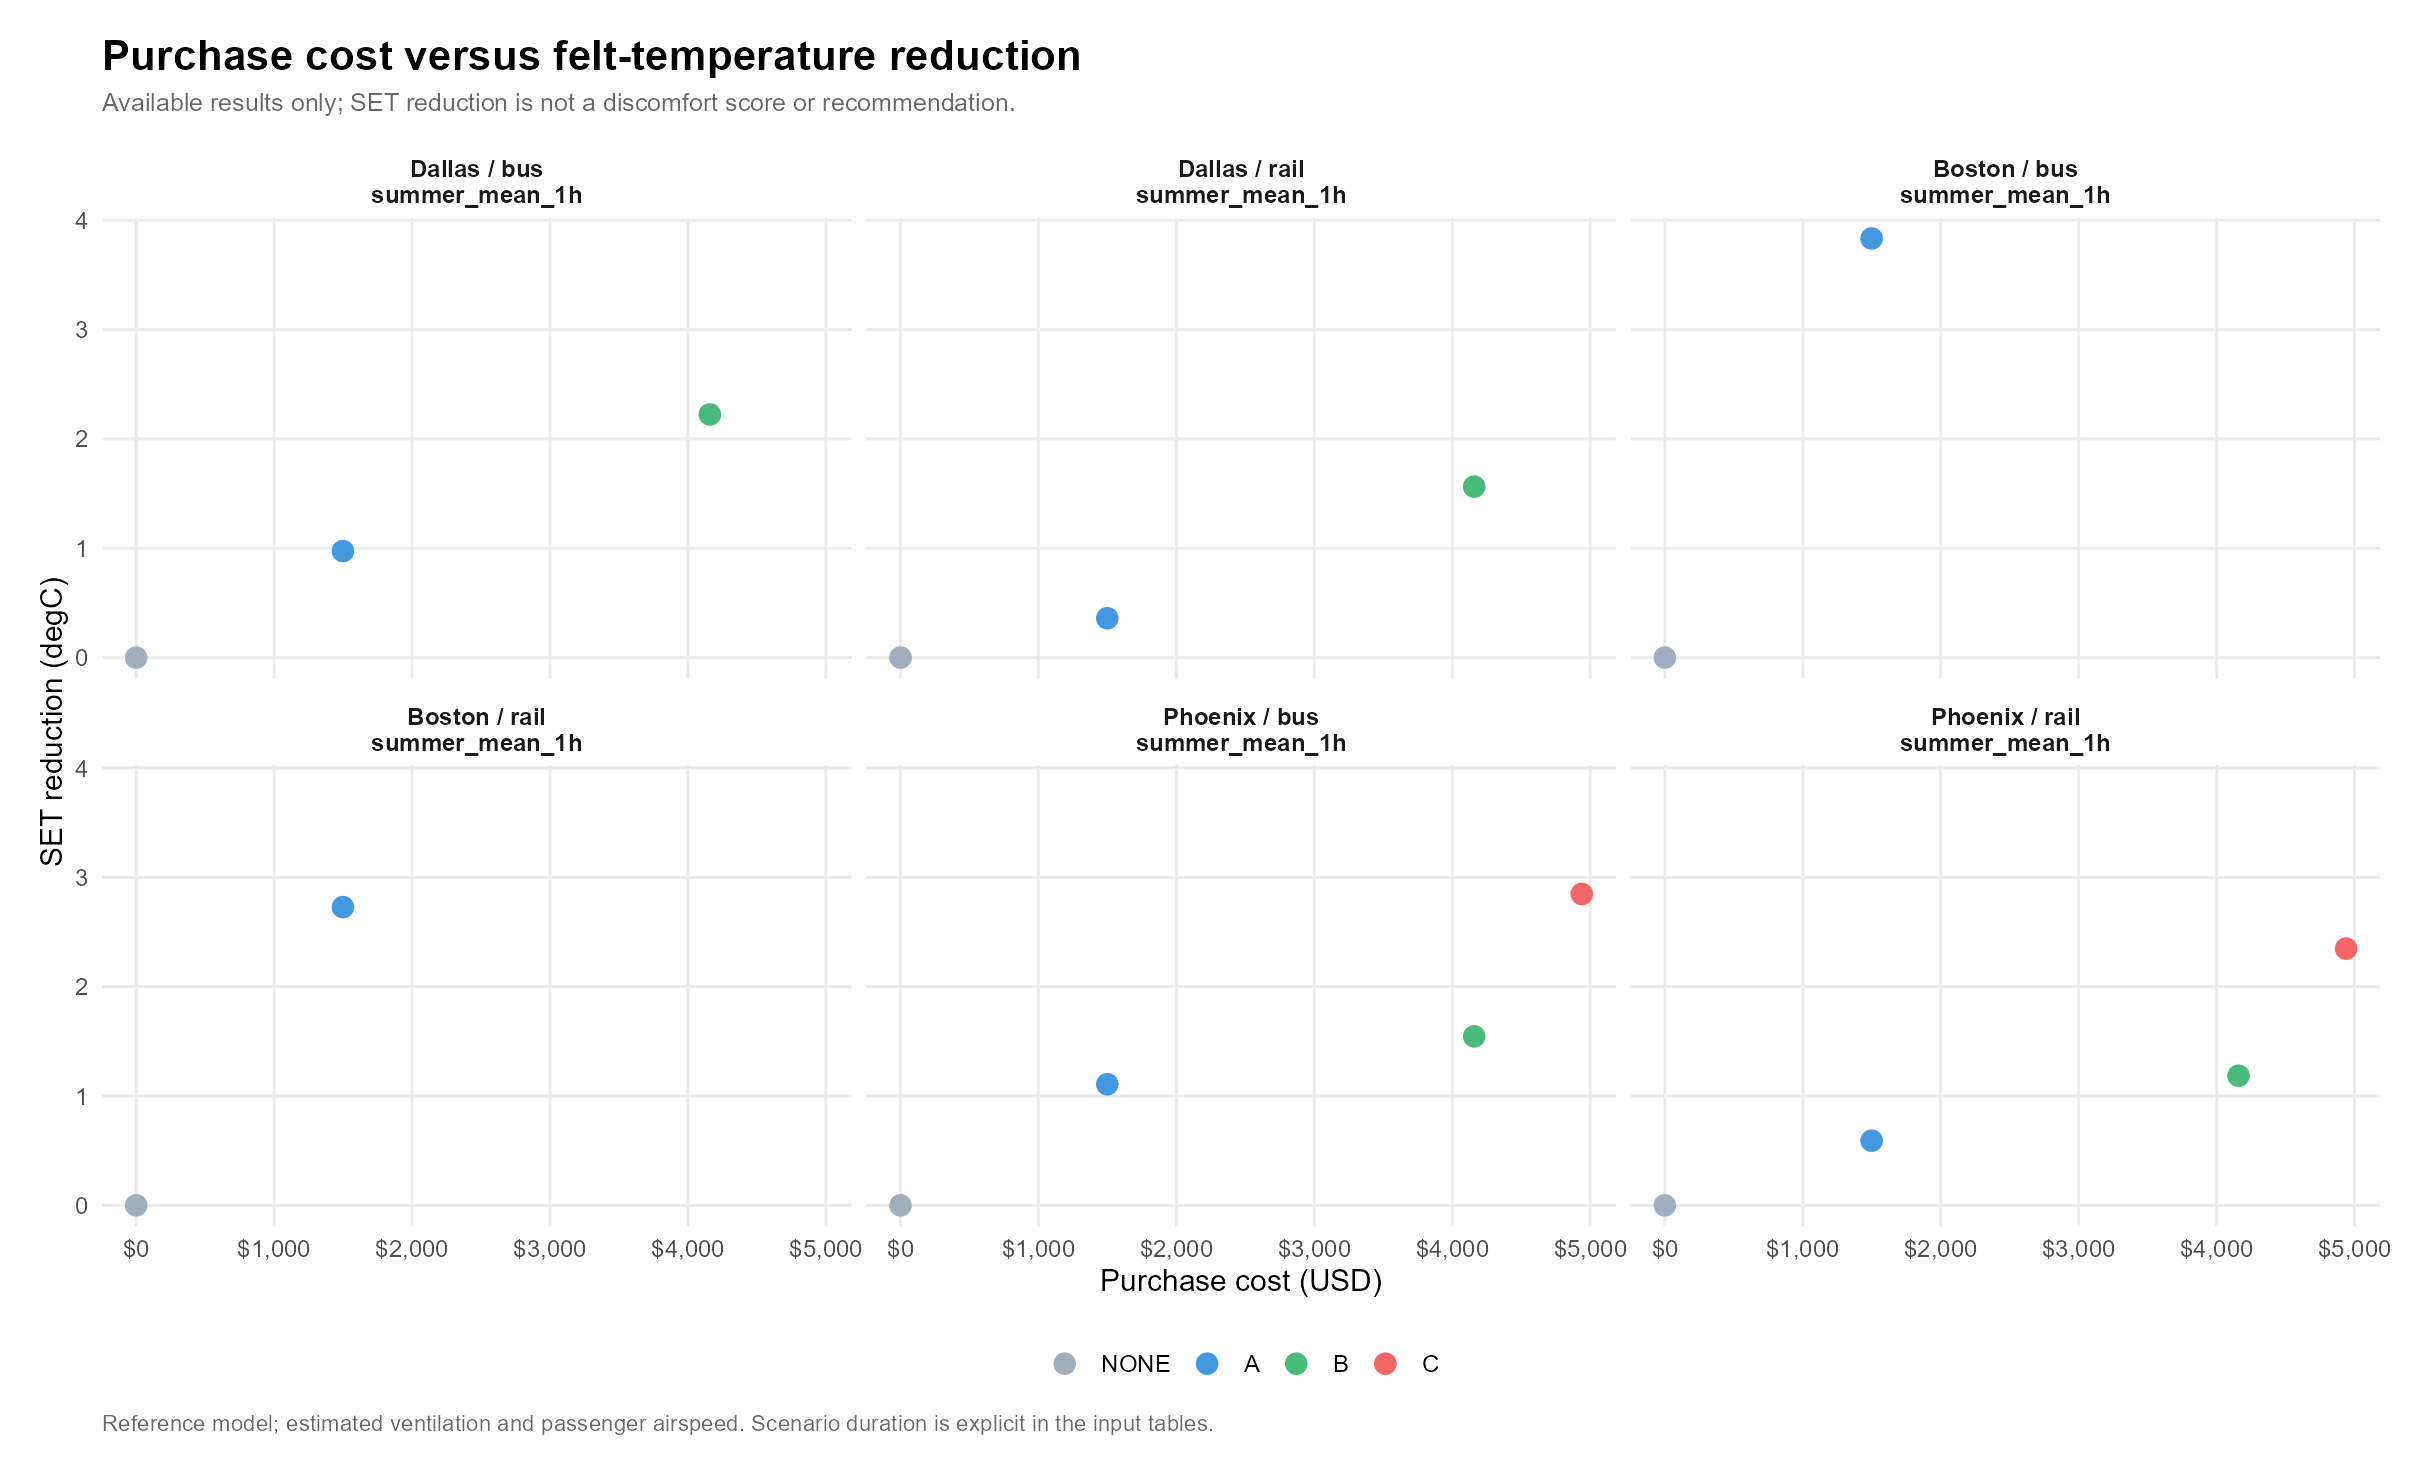 Purchase cost versus felt-temperature reduction
Available results only; SET reduction is not a discomfort score or recommendation.
Dallas / bus
summer_mean_1h
Dallas / rail
summer_mean_1h
Boston / bus
summer_mean_1h
4
3
2
1
0
Boston / rail
summer_mean_1h
Phoenix / bus
summer_mean_1h
Phoenix / rail
summer_mean_1h
4
3
2
1
0
SET reduction (degC)
$0 $1,000 $2,000 $3,000 $4,000 $5,000 $0 $1,000 $2,000 $3,000 $4,000 $5,000 $0 $1,000 $2,000 $3,000 $4,000 $5,000
Purchase cost (USD)
NONE A B C
Reference model; estimated ventilation and passenger airspeed. Scenario duration is explicit in the input tables.